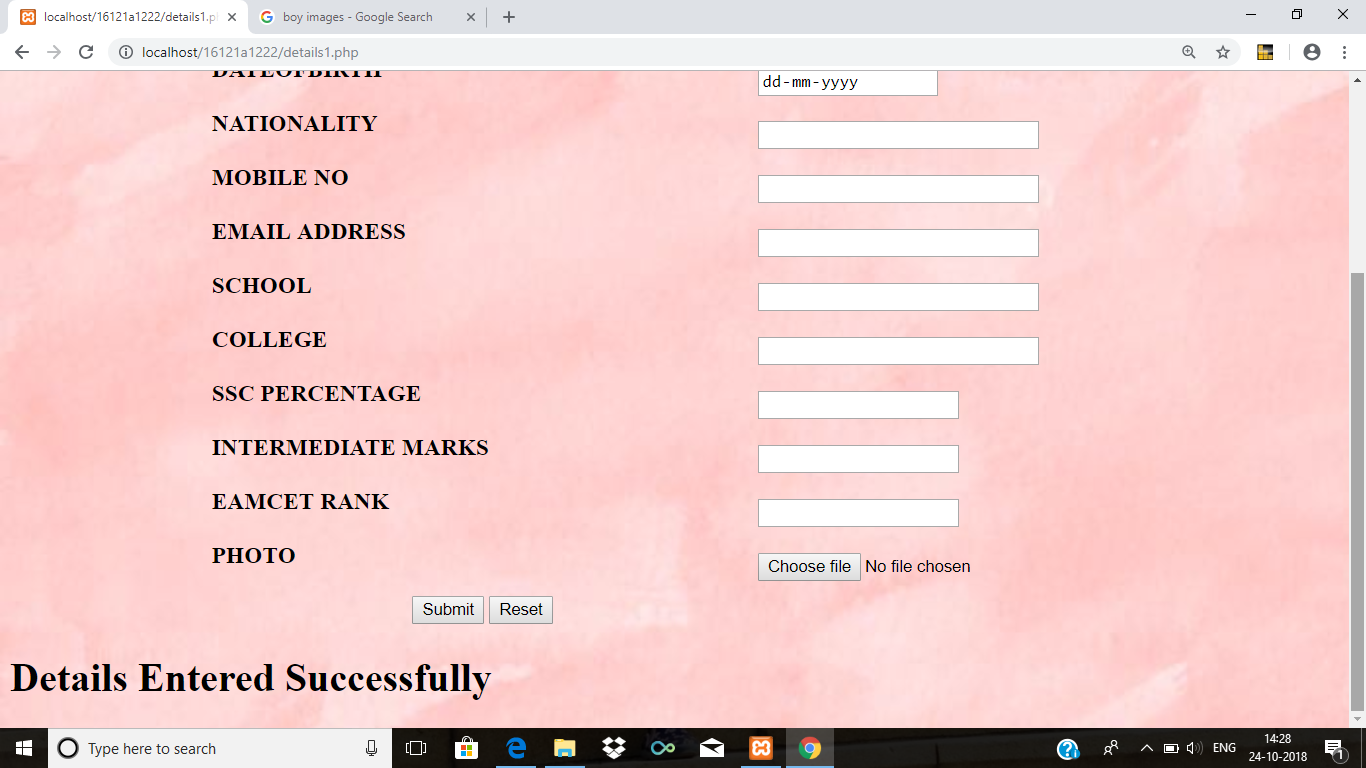 localhost/16121a1222/details1.p
boy images - Google Search
localhost/16121a1222/details1.php
DATEOFBIRTH
dd-mm-yyyy
NATIONALITY
MOBILE NO
EMAIL ADDRESS
SCHOOL
COLLEGE
SSC PERCENTAGE
INTERMEDIATE MARKS
EAMCET RANK
PHOTO
Choose file No file chosen
Submit Reset
Details Entered Successfully
Type here to search
ENG
14:28
24-10-2018
1